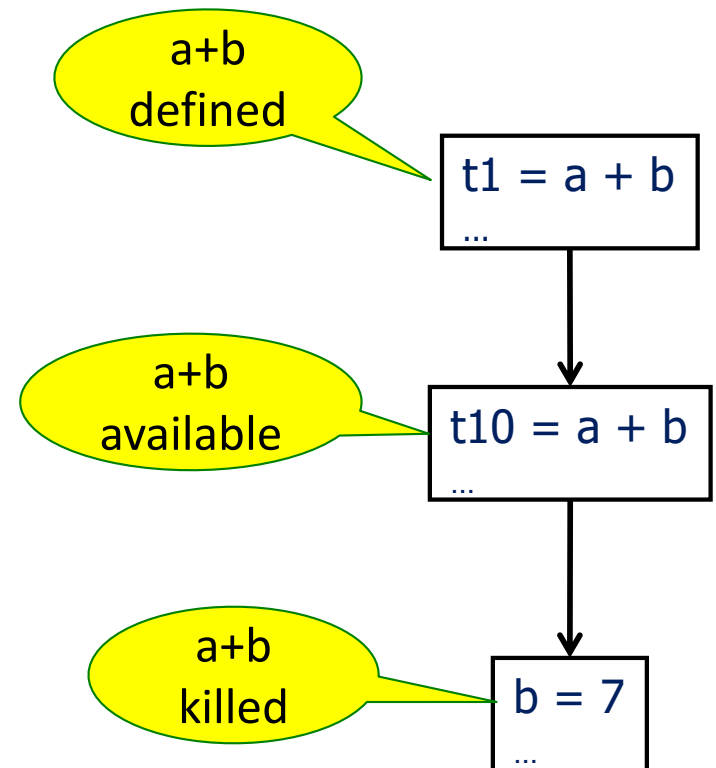 a+b
defined
t1 = a + b
...
a+b
available
t10 = a + b
...
a+b
killed
b = 7
...